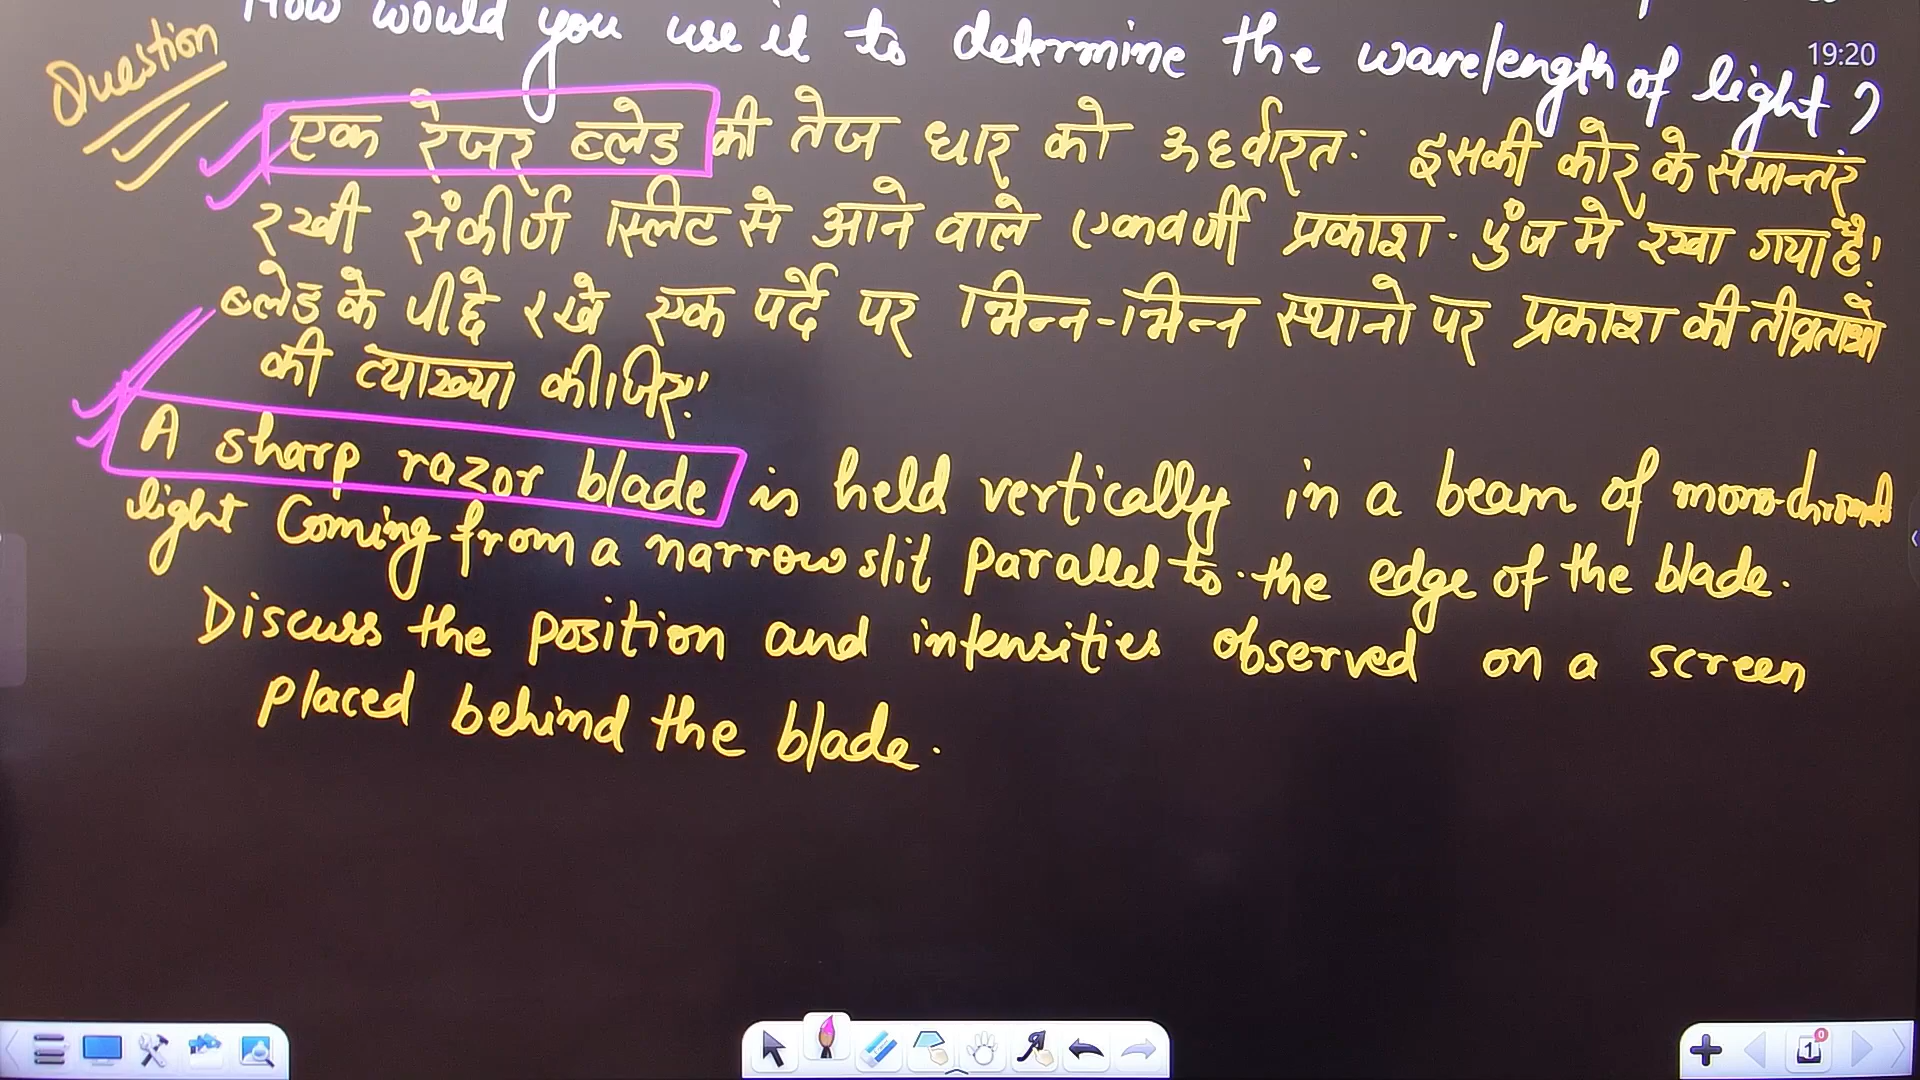 How would you use it to determine the wavelength of light?
19:20
Question
एक रेजर ब्लेड की तेज धार को उर्ध्वारतः इसकी कोर के समान्तर
रखी संकीर्ण स्लिट से आने वाले एकवर्णी प्रकाश पुंज मे रखा गया है।
ब्लेड के पीछे रखे एक पर्दे पर भिन्न-भिन्न स्थानो पर प्रकाश की तीव्रताओ
की व्याख्या कीजिए।
A sharp razor blade is held vertically in a beam of
light Coming from a narrow slit parallel to the edge of the blade.
Discuss the position and intensities observed on a screen
placed behind the blade.
1